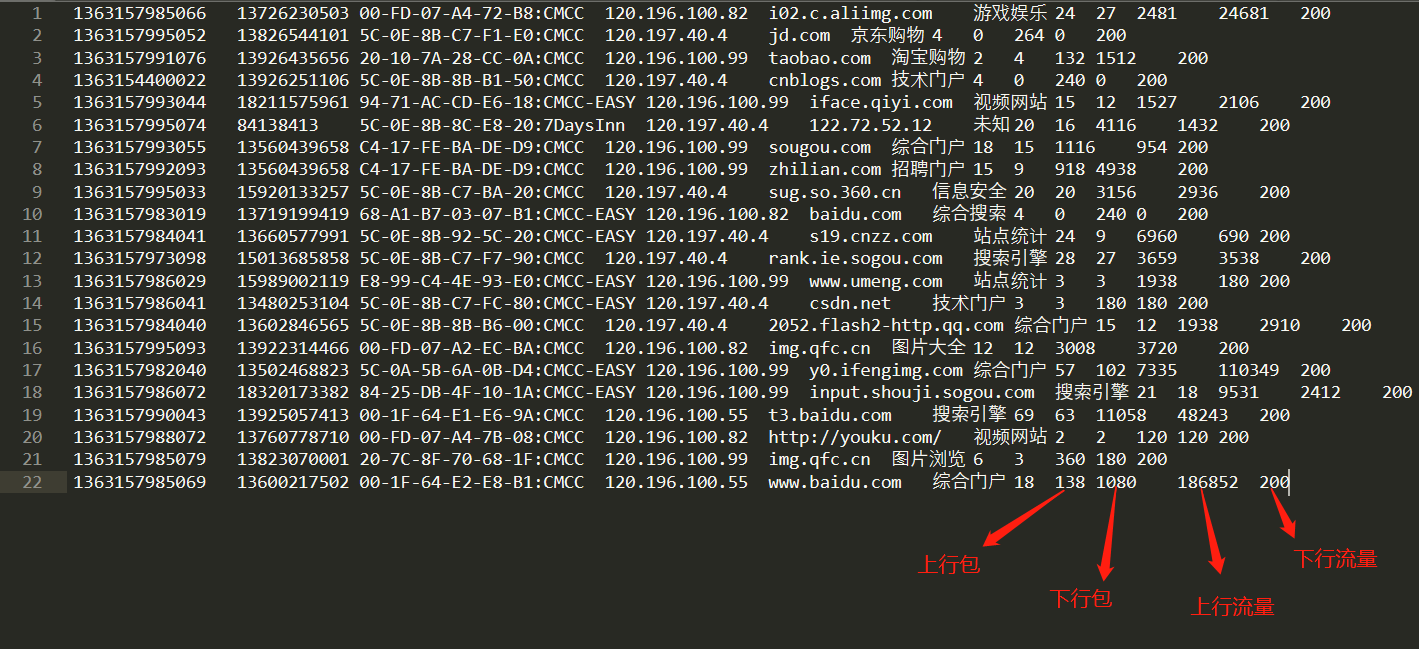 1 1363157985066 13726230503 00-FD-07-A4-72-B8:CMCC 120.196.100.82 i02.c.aliimg.com 游戏娱乐 24 27 2481 24681 200
2 1363157995052 13826544101 5C-0E-8B-C7-F1-E0:CMCC 120.197.40.4 jd.com 京东购物 4 0 264 0 200
3 1363157991076 13926435656 20-10-7A-28-CC-0A:CMCC 120.196.100.99 taobao.com 淘宝购物 2 4 132 1512 200
4 1363154400022 13926251106 5C-0E-8B-8B-B1-50:CMCC 120.197.40.4 cnblogs.com 技术门户 4 0 240 0 200
5 1363157993044 18211575961 94-71-AC-CD-E6-18:CMCC-EASY 120.196.100.99 iface.qiyi.com 视频网站 15 12 1527 2106 200
6 1363157995074 84138413 5C-0E-8B-8C-E8-20:7DaysInn 120.197.40.4 122.72.52.12 未知 20 16 4116 1432 200
7 1363157993055 13560439658 C4-17-FE-BA-DE-D9:CMCC 120.196.100.99 sougou.com 综合门户 18 15 1116 954 200
8 1363157992093 13560439658 C4-17-FE-BA-DE-D9:CMCC 120.196.100.99 zhilian.com 招聘门户 15 9 918 4938 200
9 1363157995033 15920133257 5C-0E-8B-C7-BA-20:CMCC 120.197.40.4 sug.so.360.cn 信息安全 20 20 3156 2936 200
10 1363157983019 13719199419 68-A1-B7-03-07-B1:CMCC-EASY 120.196.100.82 baidu.com 综合搜索 4 0 240 0 200
11 1363157984041 13660577991 5C-0E-8B-92-5C-20:CMCC-EASY 120.197.40.4 s19.cnzz.com 站点统计 24 9 6960 690 200
12 1363157973098 15013685858 5C-0E-8B-C7-F7-90:CMCC 120.197.40.4 rank.ie.sogou.com 搜索引擎 28 27 3659 3538 200
13 1363157986029 15989002119 E8-99-C4-4E-93-E0:CMCC-EASY 120.196.100.99 www.umeng.com 站点统计 3 3 1938 180 200
14 1363157986041 13480253104 5C-0E-8B-C7-FC-80:CMCC-EASY 120.197.40.4 csdn.net 技术门户 3 3 180 180 200
15 1363157984040 13602846565 5C-0E-8B-8B-B6-00:CMCC 120.197.40.4 2052.flash2-http.qq.com 综合门户 15 12 1938 2910 200
16 1363157995093 13922314466 00-FD-07-A2-EC-BA:CMCC 120.196.100.82 img.qfc.cn 图片大全 12 12 3008 3720 200
17 1363157982040 13502468823 5C-0A-5B-6A-0B-D4:CMCC-EASY 120.196.100.99 y0.ifengimg.com 综合门户 57 102 7335 110349 200
18 1363157986072 18320173382 84-25-DB-4F-10-1A:CMCC-EASY 120.196.100.99 input.shouji.sogou.com 搜索引擎 21 18 9531 2412 200
19 1363157990043 13925057413 00-1F-64-E1-E6-9A:CMCC 120.196.100.55 t3.baidu.com 搜索引擎 69 63 11058 48243 200
20 1363157988072 13760778710 00-FD-07-A4-7B-08:CMCC 120.196.100.82 http://youku.com/ 视频网站 2 2 120 120 200
21 1363157985079 13823070001 20-7C-8F-70-68-1F:CMCC 120.196.100.99 img.qfc.cn 图片浏览 6 3 360 180 200
22 1363157985069 13600217502 00-1F-64-E2-E8-B1:CMCC 120.196.100.55 www.baidu.com 综合门户 18 138 1080 186852 200
上行包
下行包
上行流量
下行流量